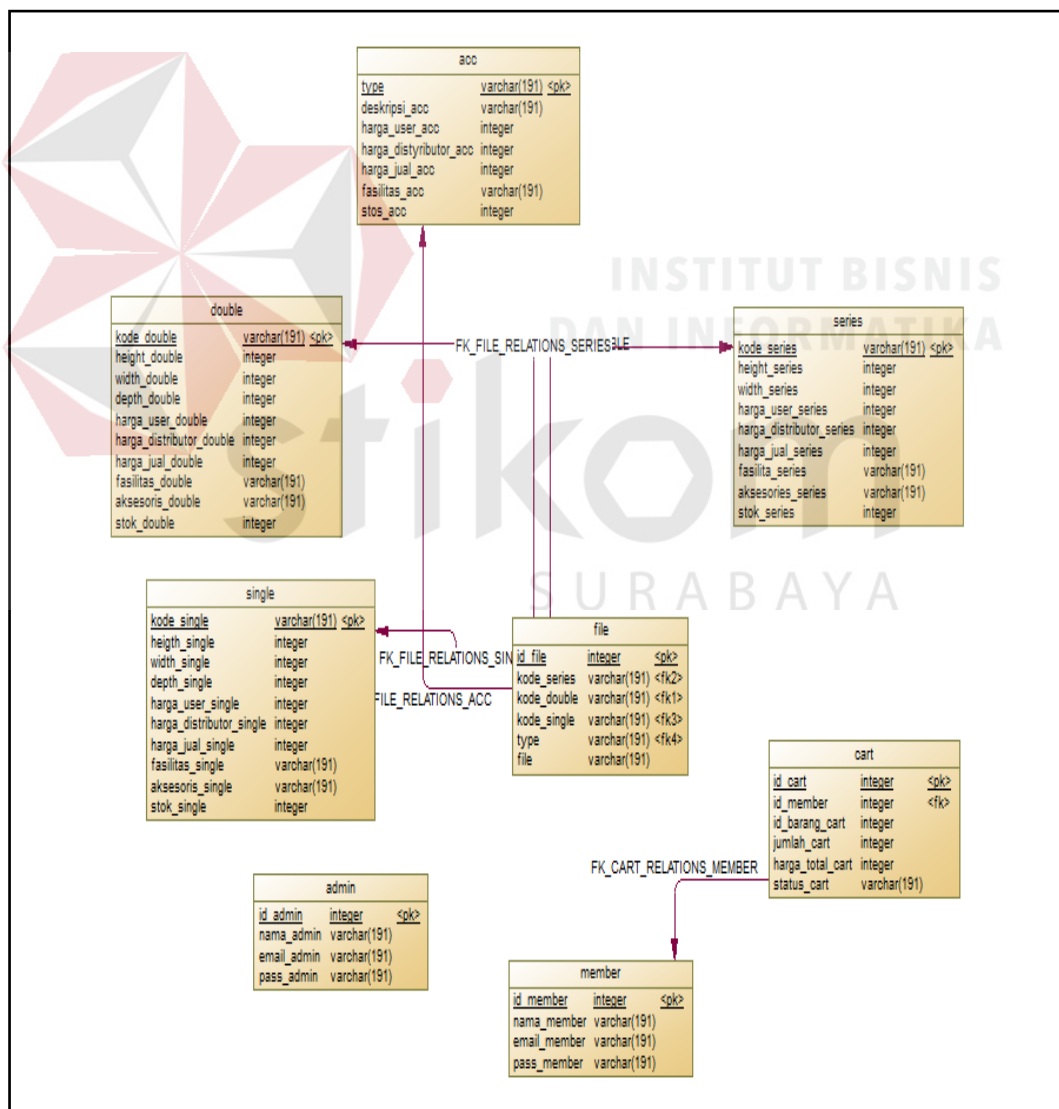 acc
type varchar(191) <pk>
deskripsi_acc varchar(191)
harga_user_acc integer
harga_distyributor_acc integer
harga_jual_acc integer
fasilitas_acc varchar(191)
stos_acc integer
INSTITUT BISNIS
DAN INFORMATIKA
stikom
SURABAYA
double
kode_double varchar(191) <pk>
height_double integer
width_double integer
depth_double integer
harga_user_double integer
harga_distributor_double integer
harga_jual_double integer
fasilitas_double varchar(191)
aksesoris_double varchar(191)
stok_double integer
FK_FILE_RELATIONS_SERIES
series
kode_series varchar(191) <pk>
height_series integer
width_series integer
harga_user_series integer
harga_distributor_series integer
harga_jual_series integer
fasilita_series varchar(191)
aksesories_series varchar(191)
stok_series integer
single
kode_single varchar(191) <pk>
heigth_single integer
width_single integer
depth_single integer
harga_user_single integer
harga_distributor_single integer
harga_jual_single integer
fasilitas_single varchar(191)
aksesoris_single varchar(191)
stok_single integer
FK_FILE_RELATIONS_SIN
FILE_RELATIONS_ACC
file
id_file integer <pk>
kode_series varchar(191) <fk2>
kode_double varchar(191) <fk1>
kode_single varchar(191) <fk3>
type varchar(191) <fk4>
file varchar(191)
cart
id_cart integer <pk>
id_member integer <fk>
id_barang_cart integer
jumlah_cart integer
harga_total_cart integer
status_cart varchar(191)
FK_CART_RELATIONS_MEMBER
admin
id_admin integer <pk>
nama_admin varchar(191)
email_admin varchar(191)
pass_admin varchar(191)
member
id_member integer <pk>
nama_member varchar(191)
email_member varchar(191)
pass_member varchar(191)